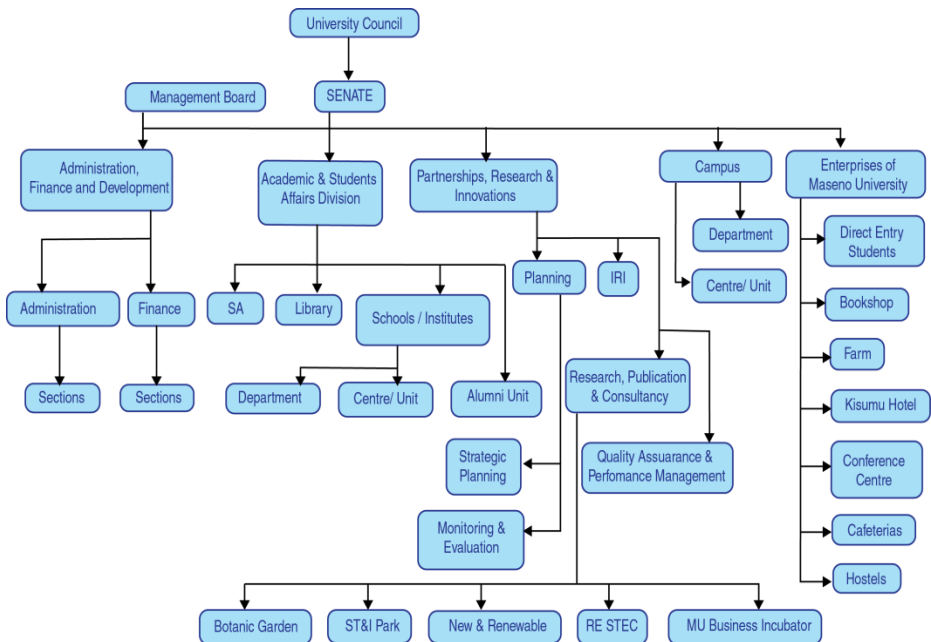 University Council
Management Board
SENATE
Administration,
Finance and Development
Academic & Students
Affairs Division
Partnerships, Research &
Innovations
Campus
Enterprises of
Maseno University
Department
Direct Entry
Students
Administration
Finance
SA
Library
Schools / Institutes
Planning
IRI
Centre/ Unit
Bookshop
Farm
Sections
Sections
Department
Centre/ Unit
Alumni Unit
Research, Publication
& Consultancy
Kisumu Hotel
Strategic
Planning
Quality Assuarance &
Perfomance Management
Conference
Centre
Monitoring &
Evaluation
Cafeterias
Hostels
Botanic Garden
ST&I Park
New & Renewable
RE STEC
MU Business Incubator